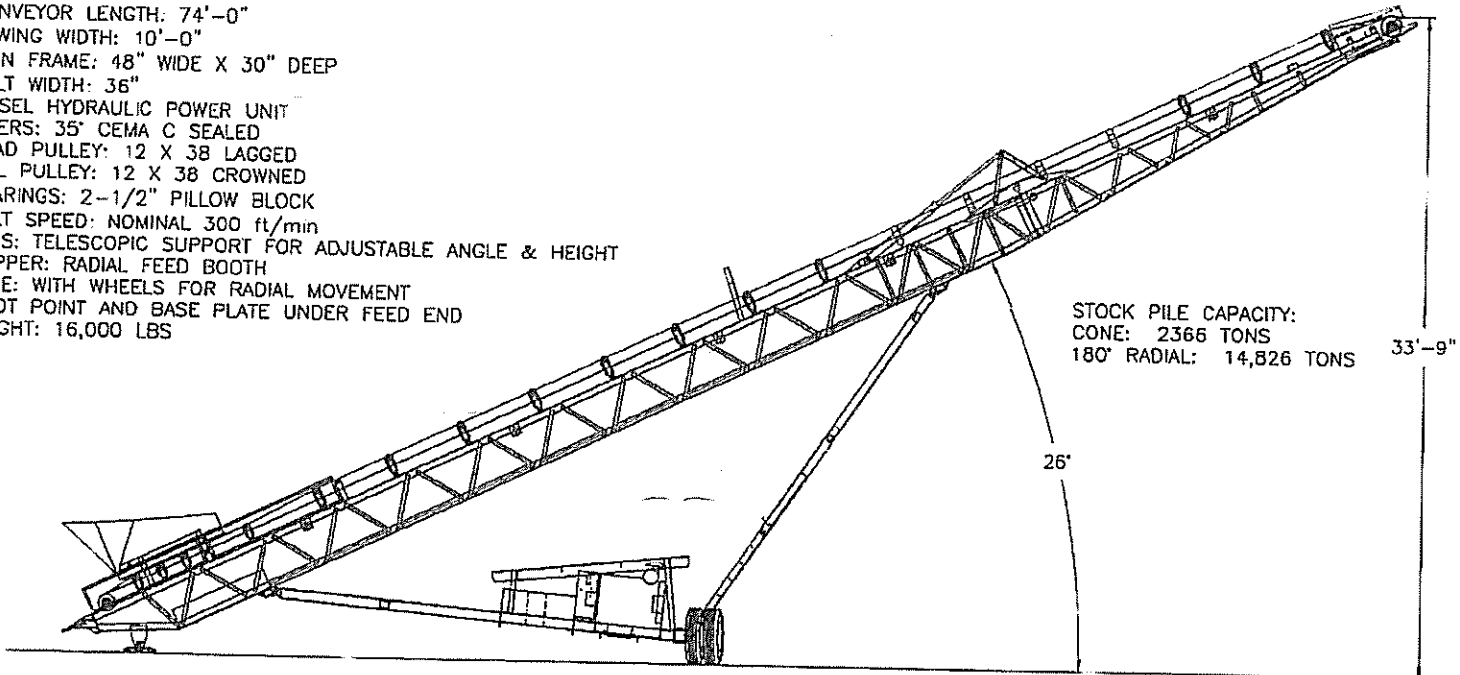 NVEYOR LENGTH: 74'-0"
WING WIDTH: 10'-0"
IN FRAME: 48" WIDE X 30" DEEP
LT WIDTH: 36"
SEL HYDRAULIC POWER UNIT
ERS: 35° CEMA C SEALED
AD PULLEY: 12 X 38 LAGGED
L PULLEY: 12 X 38 CROWNED
ARINGS: 2-1/2" PILLOW BLOCK
LT SPEED: NOMINAL 300 ft/min
S: TELESCOPIC SUPPORT FOR ADJUSTABLE ANGLE & HEIGHT
PPER: RADIAL FEED BOOTH
E: WITH WHEELS FOR RADIAL MOVEMENT
OT POINT AND BASE PLATE UNDER FEED END
GHT: 16,000 LBS
STOCK PILE CAPACITY:
CONE: 2366 TONS
180° RADIAL: 14,826 TONS
33'-9"
26°